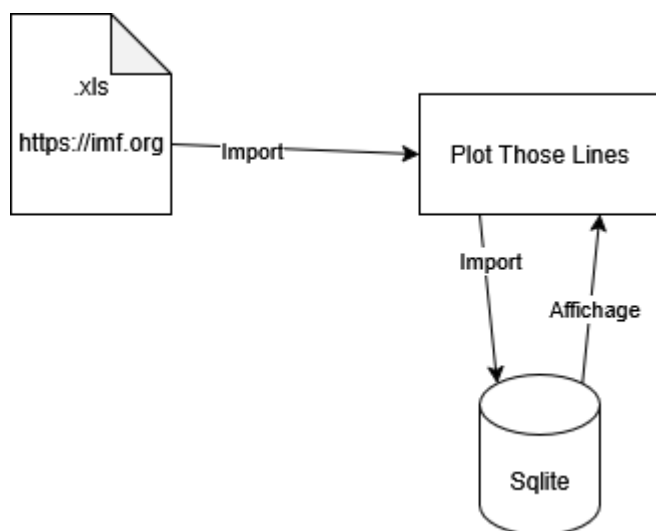 .xls
https://imf.org
Import
Plot Those Lines
Import
Affichage
Sqlite